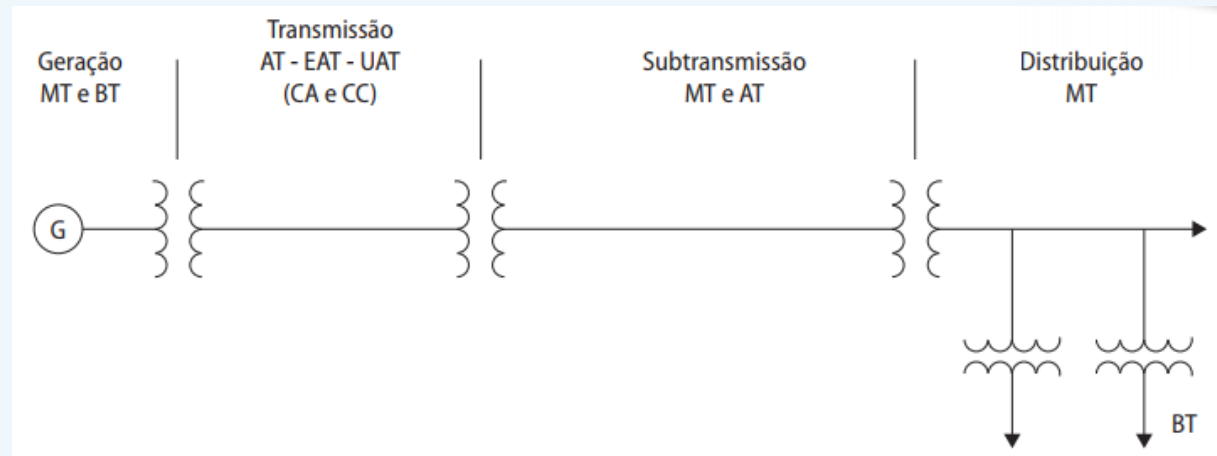 Geração
MT e BT
Transmissão
AT - EAT - UAT
(CA e CC)
Subtransmissão
MT e AT
Distribuição
MT
G
BT